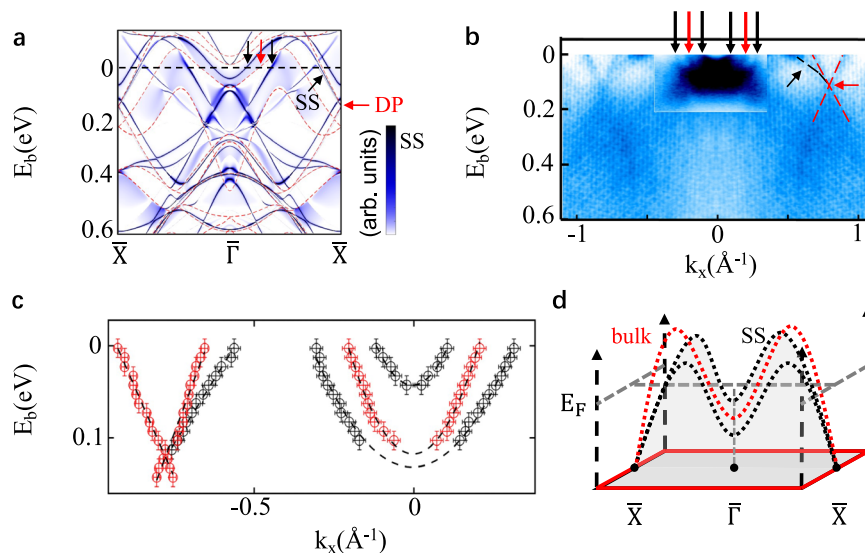 a
E_b(eV)
0
0.2
0.4
0.6
SS
DP
SS
(arb. units)
X̅
Γ̅
X̅
b
E_b(eV)
0
0.2
0.4
0.6
-1
0
1
k_x(Å⁻¹)
c
E_b(eV)
0
0.1
-0.5
0
k_x(Å⁻¹)
d
bulk
SS
E_F
X̅
Γ̅
X̅